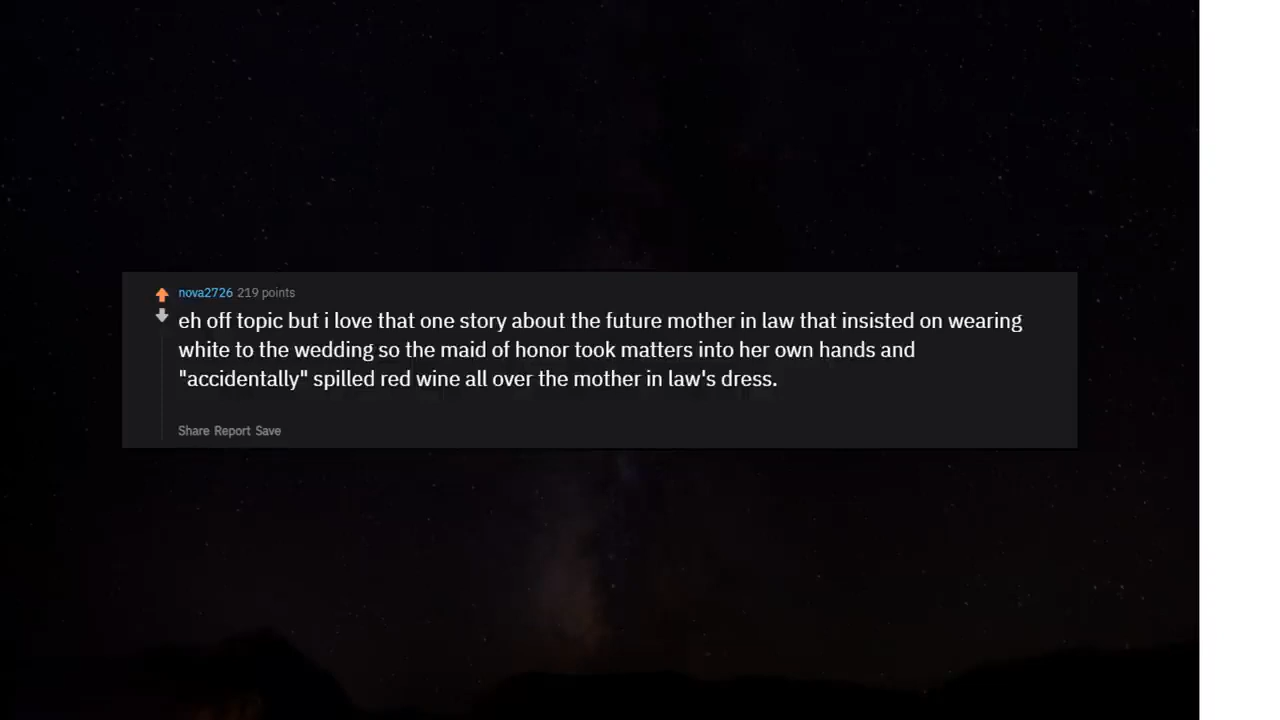 nova2726 219 points
eh off topic but i love that one story about the future mother in law that insisted on wearing
white to the wedding so the maid of honor took matters into her own hands and
"accidentally" spilled red wine all over the mother in law's dress.
Share Report Save